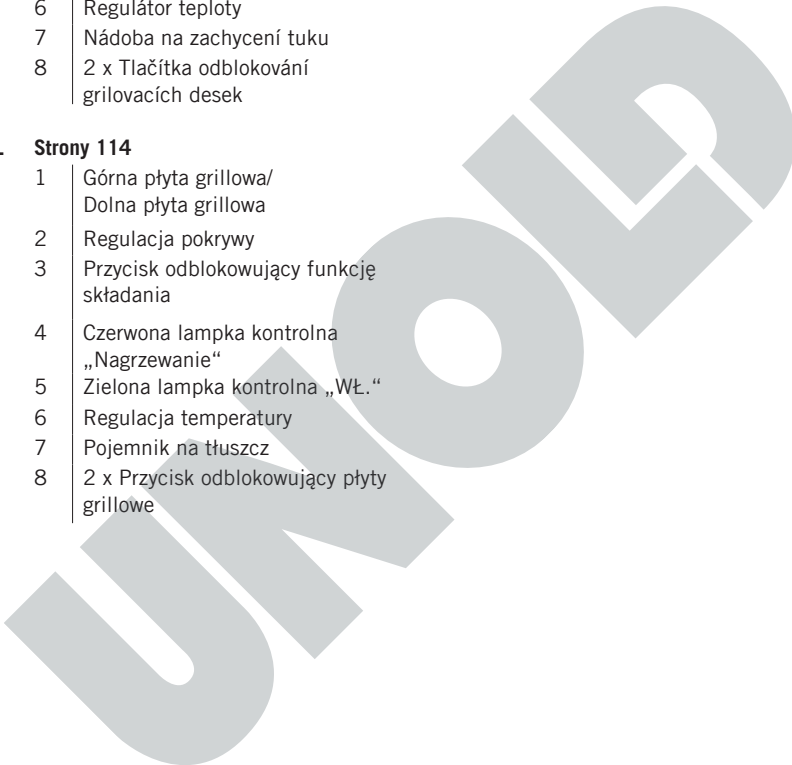 6 Regulátor teploty
7 Nádoba na zachycení tuku
8 2 x Tlačítka odblokování
grilovacích desek
Strony 114
1 Górna płyta grillowa/
Dolna płyta grillowa
2 Regulacja pokrywy
3 Przycisk odblokowujący funkcję
składania
4 Czerwona lampka kontrolna
„Nagrzewanie“
5 Zielona lampka kontrolna „WŁ.“
6 Regulacja temperatury
7 Pojemnik na tłuszcz
8 2 x Przycisk odblokowujący płyty
grillowe
UNOLD